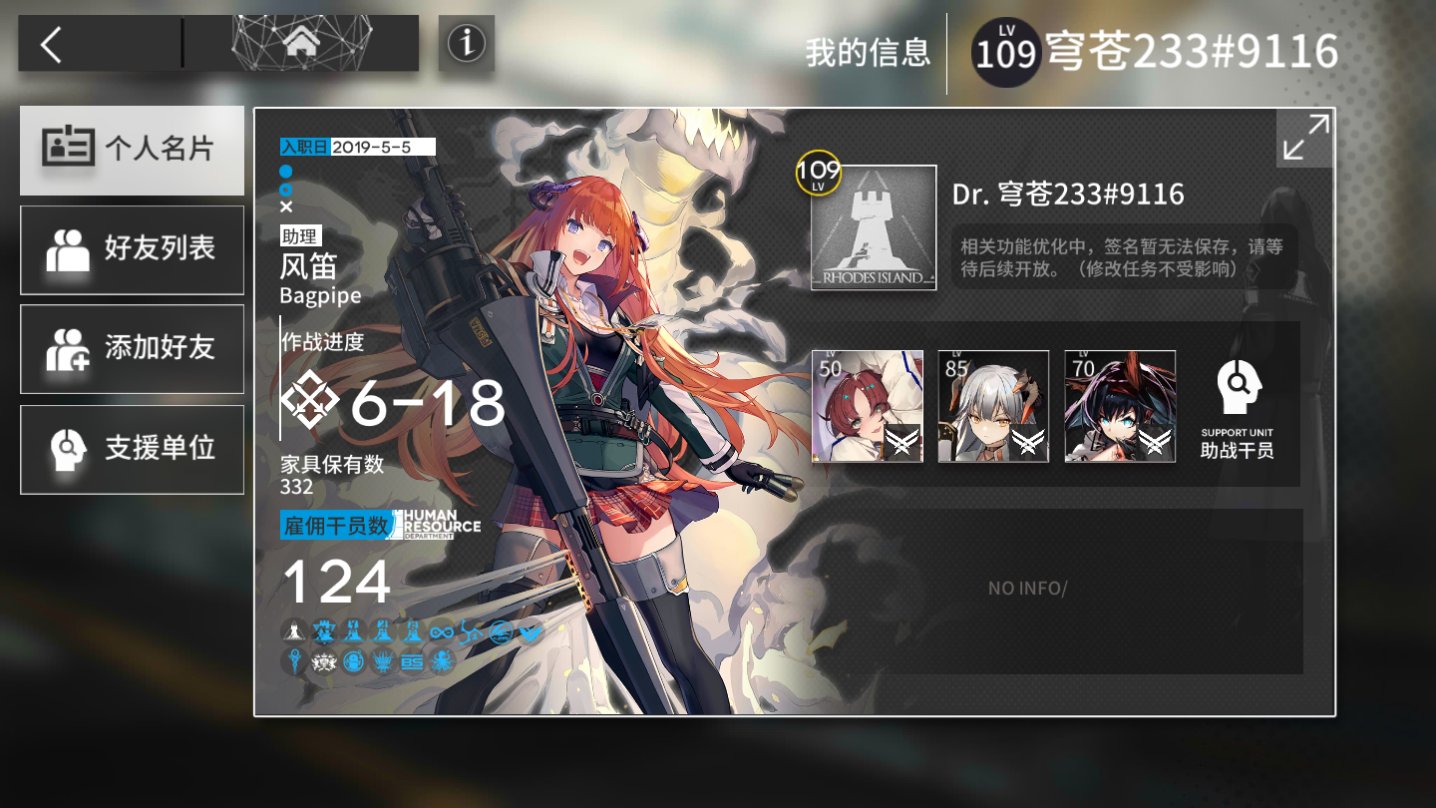 我的信息
LV
109
穹苍233#9116
个人名片
好友列表
添加好友
支援单位
入职日 2019-5-5
助理
风笛
Bagpipe
作战进度
6-18
家具保有数
332
雇佣干员数
HUMAN
RESOURCE
DEPARTMENT
124
BS
109
LV
RHODES ISLAND
Dr. 穹苍233#9116
相关功能优化中，签名暂无法保存，请等
待后续开放。（修改任务不受影响）
LV
50
LV
85
LV
70
SUPPORT UNIT
助战干员
NO INFO/